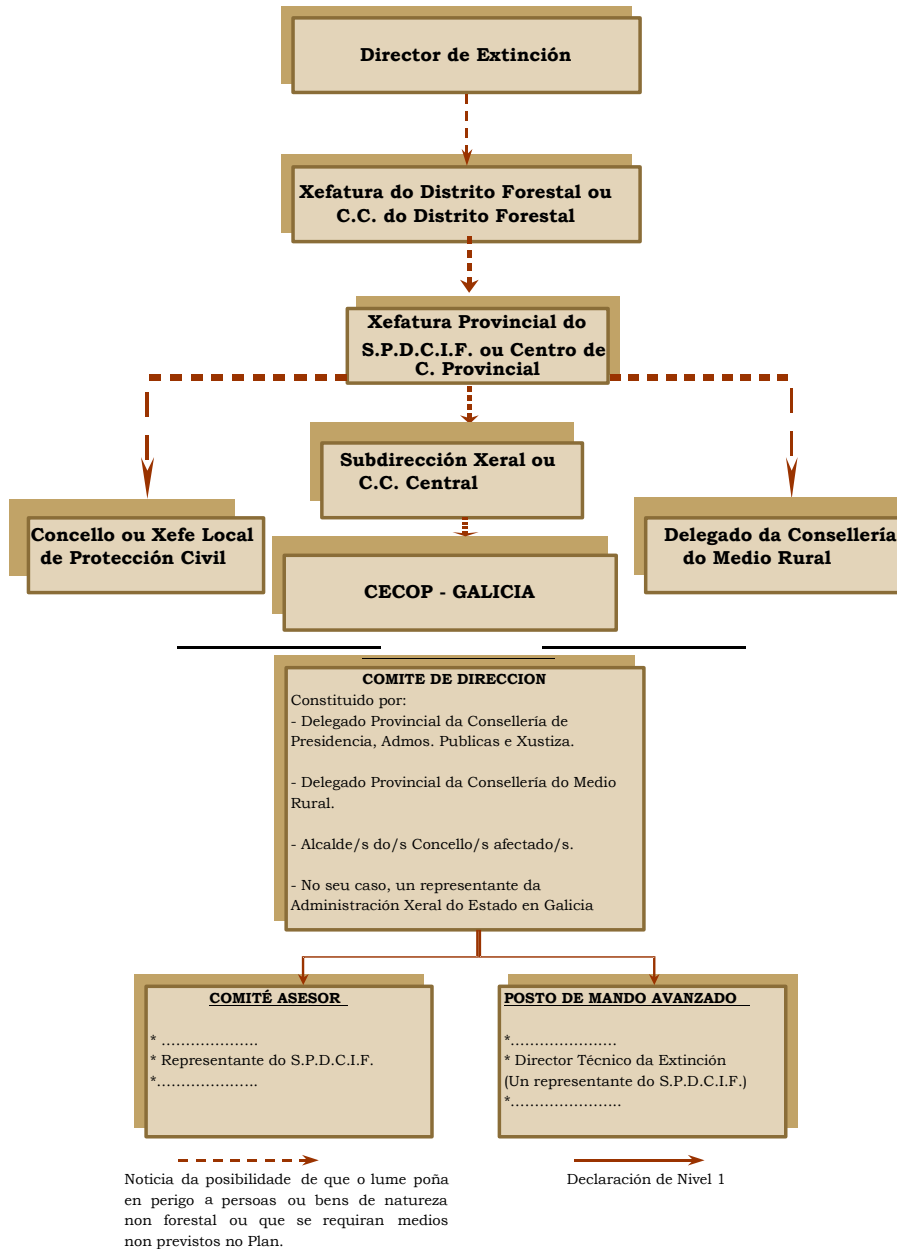 Director de Extinción
Xefatura do Distrito Forestal ou
C.C. do Distrito Forestal
Xefatura Provincial do
S.P.D.C.I.F. ou Centro de
C. Provincial
Subdirección Xeral ou
C.C. Central
Concello ou Xefe Local
de Protección Civil
Delegado da Consellería
do Medio Rural
CECOP - GALICIA
COMITE DE DIRECCION
Constituido por:
- Delegado Provincial da Consellería de
Presidencia, Admos. Publicas e Xustiza.
- Delegado Provincial da Consellería do Medio
Rural.
- Alcalde/s do/s Concello/s afectado/s.
- No seu caso, un representante da
Administración Xeral do Estado en Galicia
COMITÉ ASESOR
* ....................
* Representante do S.P.D.C.I.F.
*.....................
POSTO DE MANDO AVANZADO
*......................
* Director Técnico da Extinción
(Un representante do S.P.D.C.I.F.)
*.......................
Noticia da posibilidade de que o lume poña
en perigo a persoas ou bens de natureza
non forestal ou que se requiran medios
non previstos no Plan.
Declaración de Nivel 1